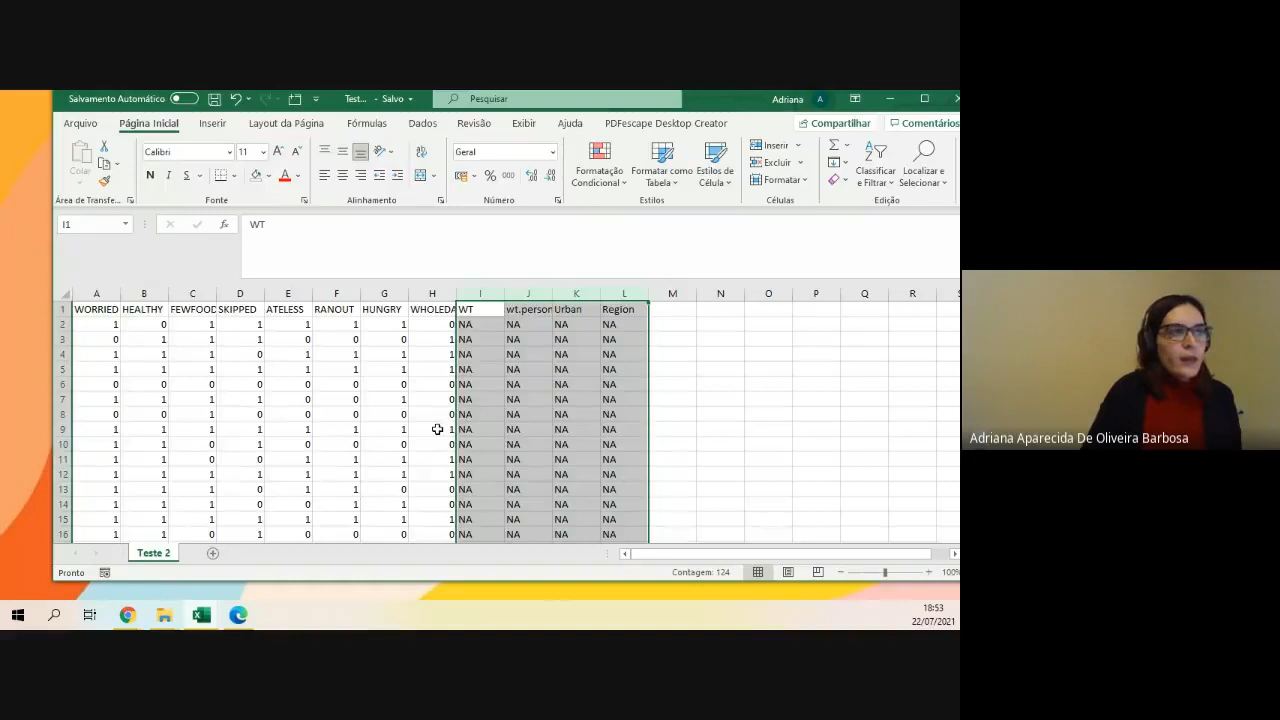 Salvamento Automático Test... - Salvo Pesquisar Adriana A
Arquivo Página Inicial Inserir Layout da Página Fórmulas Dados Revisão Exibir Ajuda PDFescape Desktop Creator Compartilhar Comentários
Calibri 11 Geral Inserir
Colar N I S 000 Formatação Condicional Formatar como Tabela Estilos de Célula Excluir Formatar Classificar e Filtrar Localizar e Selecionar
Área de Transfe... Fonte Alinhamento Número Estilos Células Edição
I1 fx WT
A B C D E F G H I J K L M N O P Q R S
1 WORRIED HEALTHY FEWFOOD SKIPPED ATELESS RANOUT HUNGRY WHOLEDA WT wt.person Urban Region
2 1 0 1 1 1 1 1 0 NA NA NA NA
3 0 1 1 1 0 0 0 1 NA NA NA NA
4 1 1 1 0 1 1 1 1 NA NA NA NA
5 1 1 1 1 1 1 1 1 NA NA NA NA
6 0 0 0 0 0 0 0 0 NA NA NA NA
7 1 1 1 1 0 1 1 0 NA NA NA NA
8 0 0 1 0 0 0 0 0 NA NA NA NA
9 1 1 1 1 1 1 1 1 NA NA NA NA
10 1 1 0 1 0 0 0 0 NA NA NA NA
11 1 1 0 0 1 1 1 1 NA NA NA NA
12 1 1 1 1 1 1 1 1 NA NA NA NA
13 1 1 1 0 1 1 0 0 NA NA NA NA
14 1 1 1 0 0 1 0 0 NA NA NA NA
15 1 1 1 1 1 1 1 1 NA NA NA NA
16 1 1 0 1 0 0 0 0 NA NA NA NA
Teste 2
Pronto Contagem: 124 100%
18:53
22/07/2021
Adriana Aparecida De Oliveira Barbosa